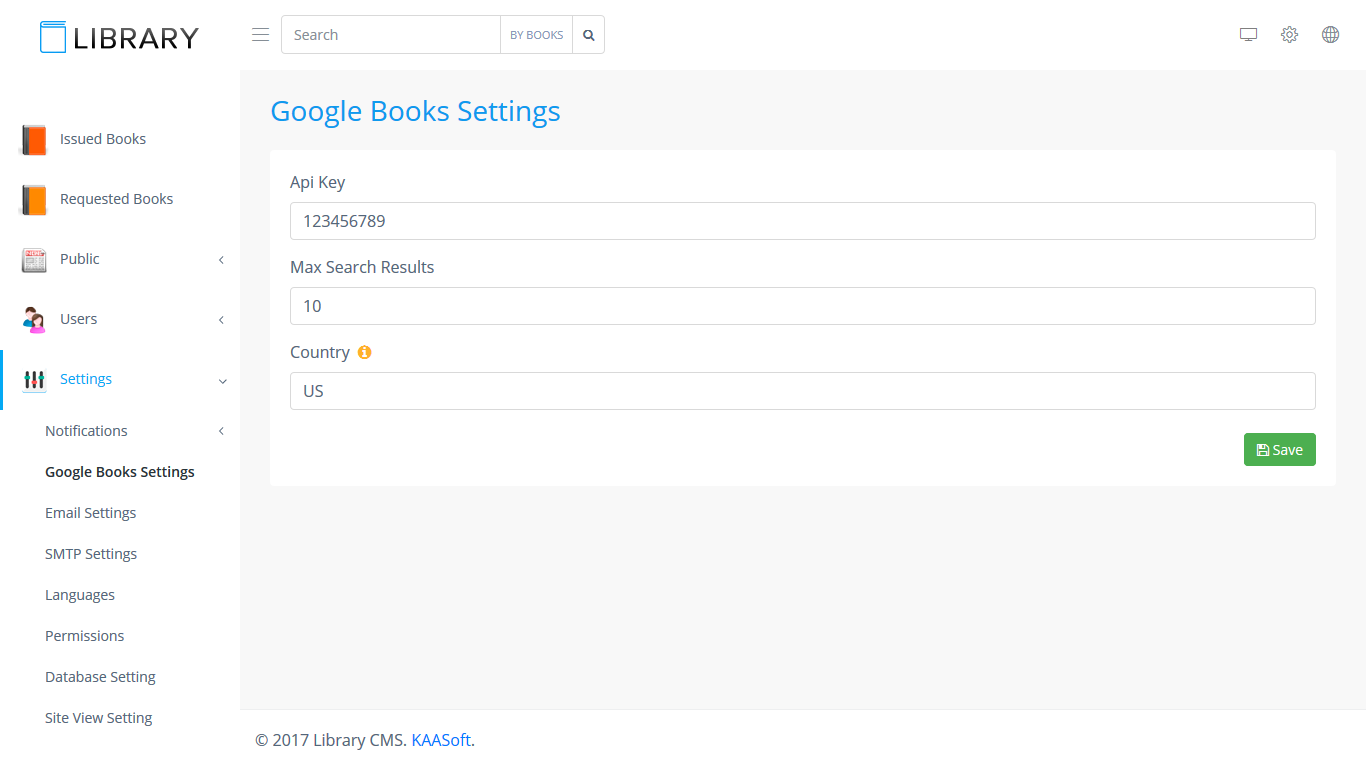 LIBRARY
Search BY BOOKS
Issued Books
Requested Books
Public
Users
Settings
Notifications
Google Books Settings
Email Settings
SMTP Settings
Languages
Permissions
Database Setting
Site View Setting
Google Books Settings
Api Key
123456789
Max Search Results
10
Country
US
Save
© 2017 Library CMS. KAASoft.